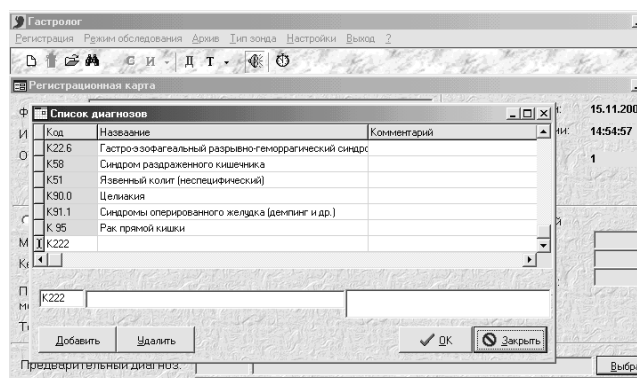 Гастролог
Регистрация Режим обследования Архив Тип зонда Настройки Выход ?
С И Д Т
Регистрационная карта
Список диагнозов
15.11.200
14:54:57
1
Код Назваание Комментарий
K22.6 Гастро-эзофагеальный разрывно-геморрагический синдро
K58 Синдром раздраженного кишечника
K51 Язвенный колит (неспецифический)
K90.0 Целиакия
K91.1 Синдромы оперированного желудка (демпинг и др.)
K 95 Рак прямой кишки
K222
K222
Добавить Удалить OK Закрыть
Предварительный диагноз: Выбра